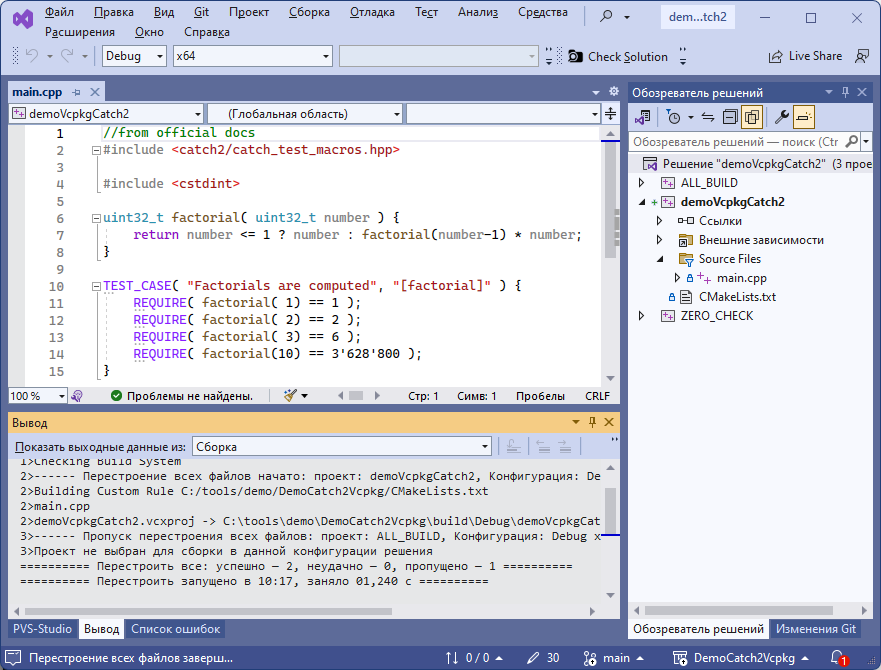 Файл Правка Вид Git Проект Сборка Отладка Тест Анализ Средства dem...tch2
Расширения Окно Справка
Debug x64 Check Solution Live Share
main.cpp
demoVcpkgCatch2 (Глобальная область)
1 //from official docs
2 #include <catch2/catch_test_macros.hpp>
3
4 #include <cstdint>
5
6 uint32_t factorial( uint32_t number ) {
7 return number <= 1 ? number : factorial(number-1) * number;
8 }
9
10 TEST_CASE( "Factorials are computed", "[factorial]" ) {
11 REQUIRE( factorial( 1) == 1 );
12 REQUIRE( factorial( 2) == 2 );
13 REQUIRE( factorial( 3) == 6 );
14 REQUIRE( factorial(10) == 3'628'800 );
15 }
100 % Проблемы не найдены. Стр: 1 Симв: 1 Пробелы CRLF
Вывод
Показать выходные данные из: Сборка
1>Checking Build System
2>------ Перестроение всех файлов начато: проект: demoVcpkgCatch2, Конфигурация: De
2>Building Custom Rule C:/tools/demo/DemoCatch2Vcpkg/CMakeLists.txt
2>main.cpp
2>demoVcpkgCatch2.vcxproj -> C:\tools\demo\DemoCatch2Vcpkg\build\Debug\demoVcpkgCat
3>------ Пропуск перестроения всех файлов: проект: ALL_BUILD, Конфигурация: Debug x
3>Проект не выбран для сборки в данной конфигурации решения
========== Перестроить все: успешно – 2, неудачно – 0, пропущено – 1 ==========
========== Перестроить запущено в 10:17, заняло 01,240 с ==========
PVS-Studio Вывод Список ошибок
Обозреватель решений
Обозреватель решений — поиск (Ctr
Решение "demoVcpkgCatch2" (3 прое
ALL_BUILD
demoVcpkgCatch2
Ссылки
Внешние зависимости
Source Files
main.cpp
CMakeLists.txt
ZERO_CHECK
Обозреватель решений Изменения Git
Перестроение всех файлов заверш... 0 / 0 30 main DemoCatch2Vcpkg 1